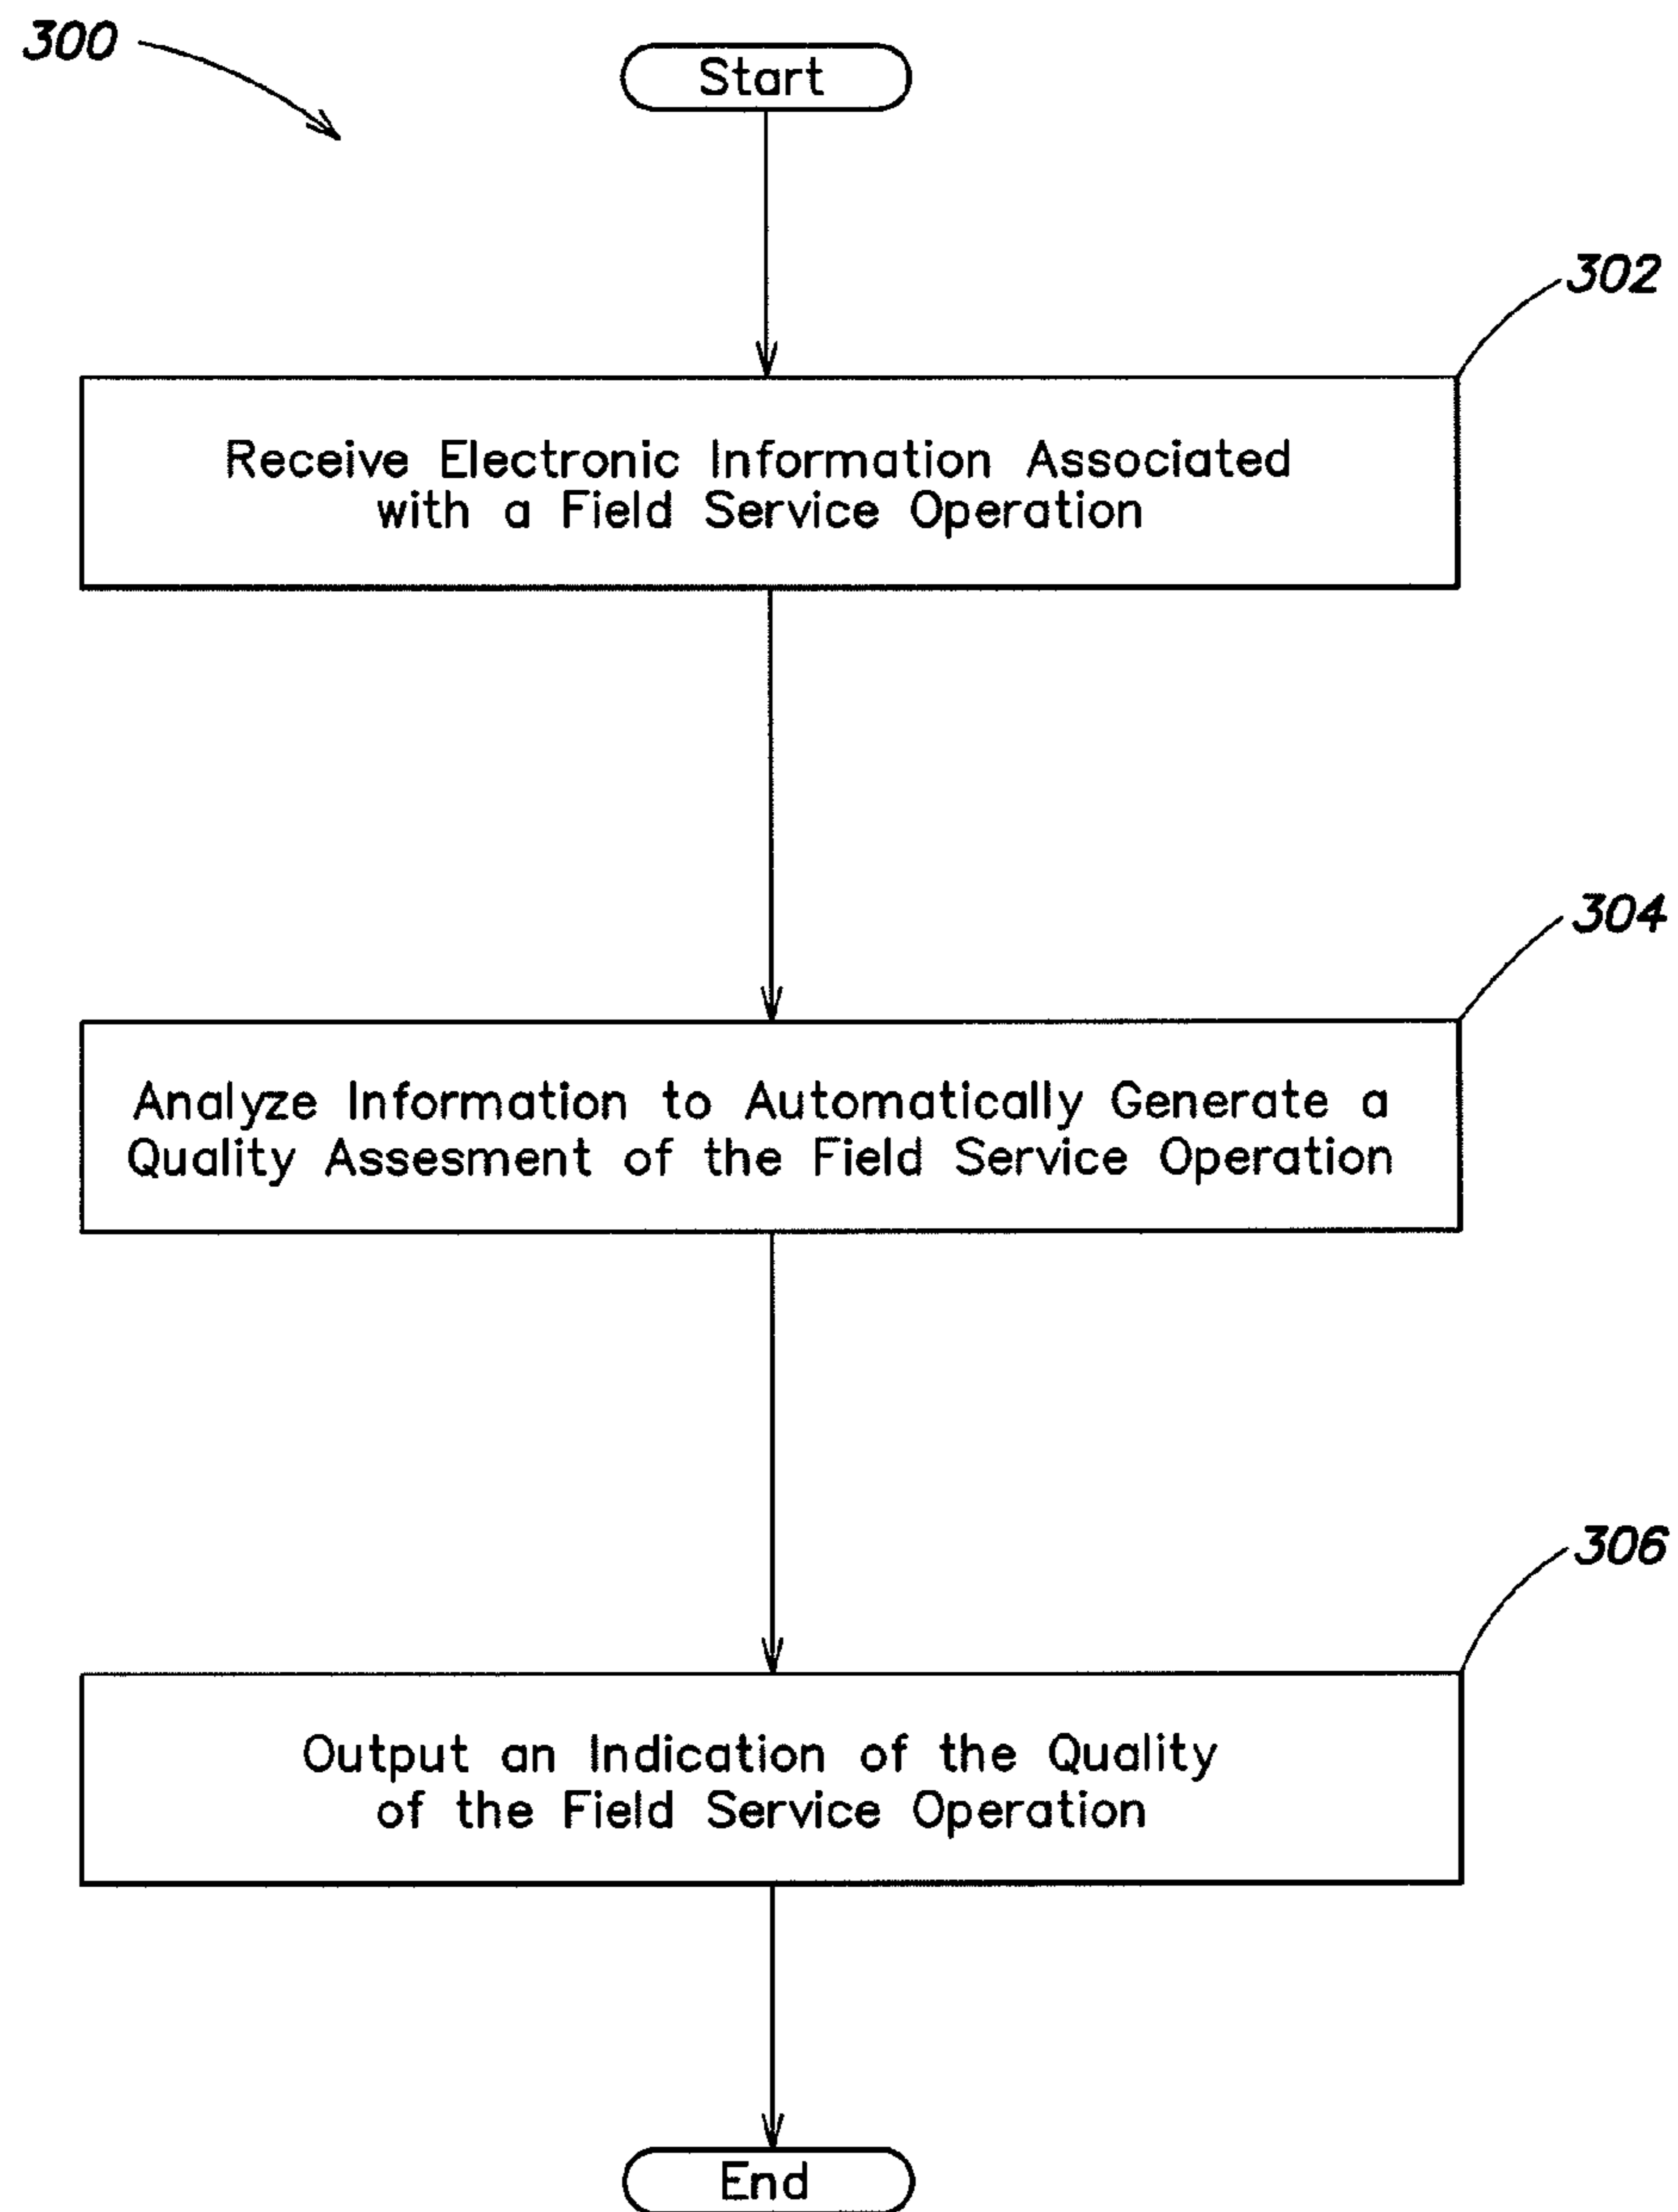 300
Start
302
Receive Electronic Information Associated
with a Field Service Operation
304
Analyze Information to Automatically Generate a
Quality Assesment of the Field Service Operation
306
Output an Indication of the Quality
of the Field Service Operation
End